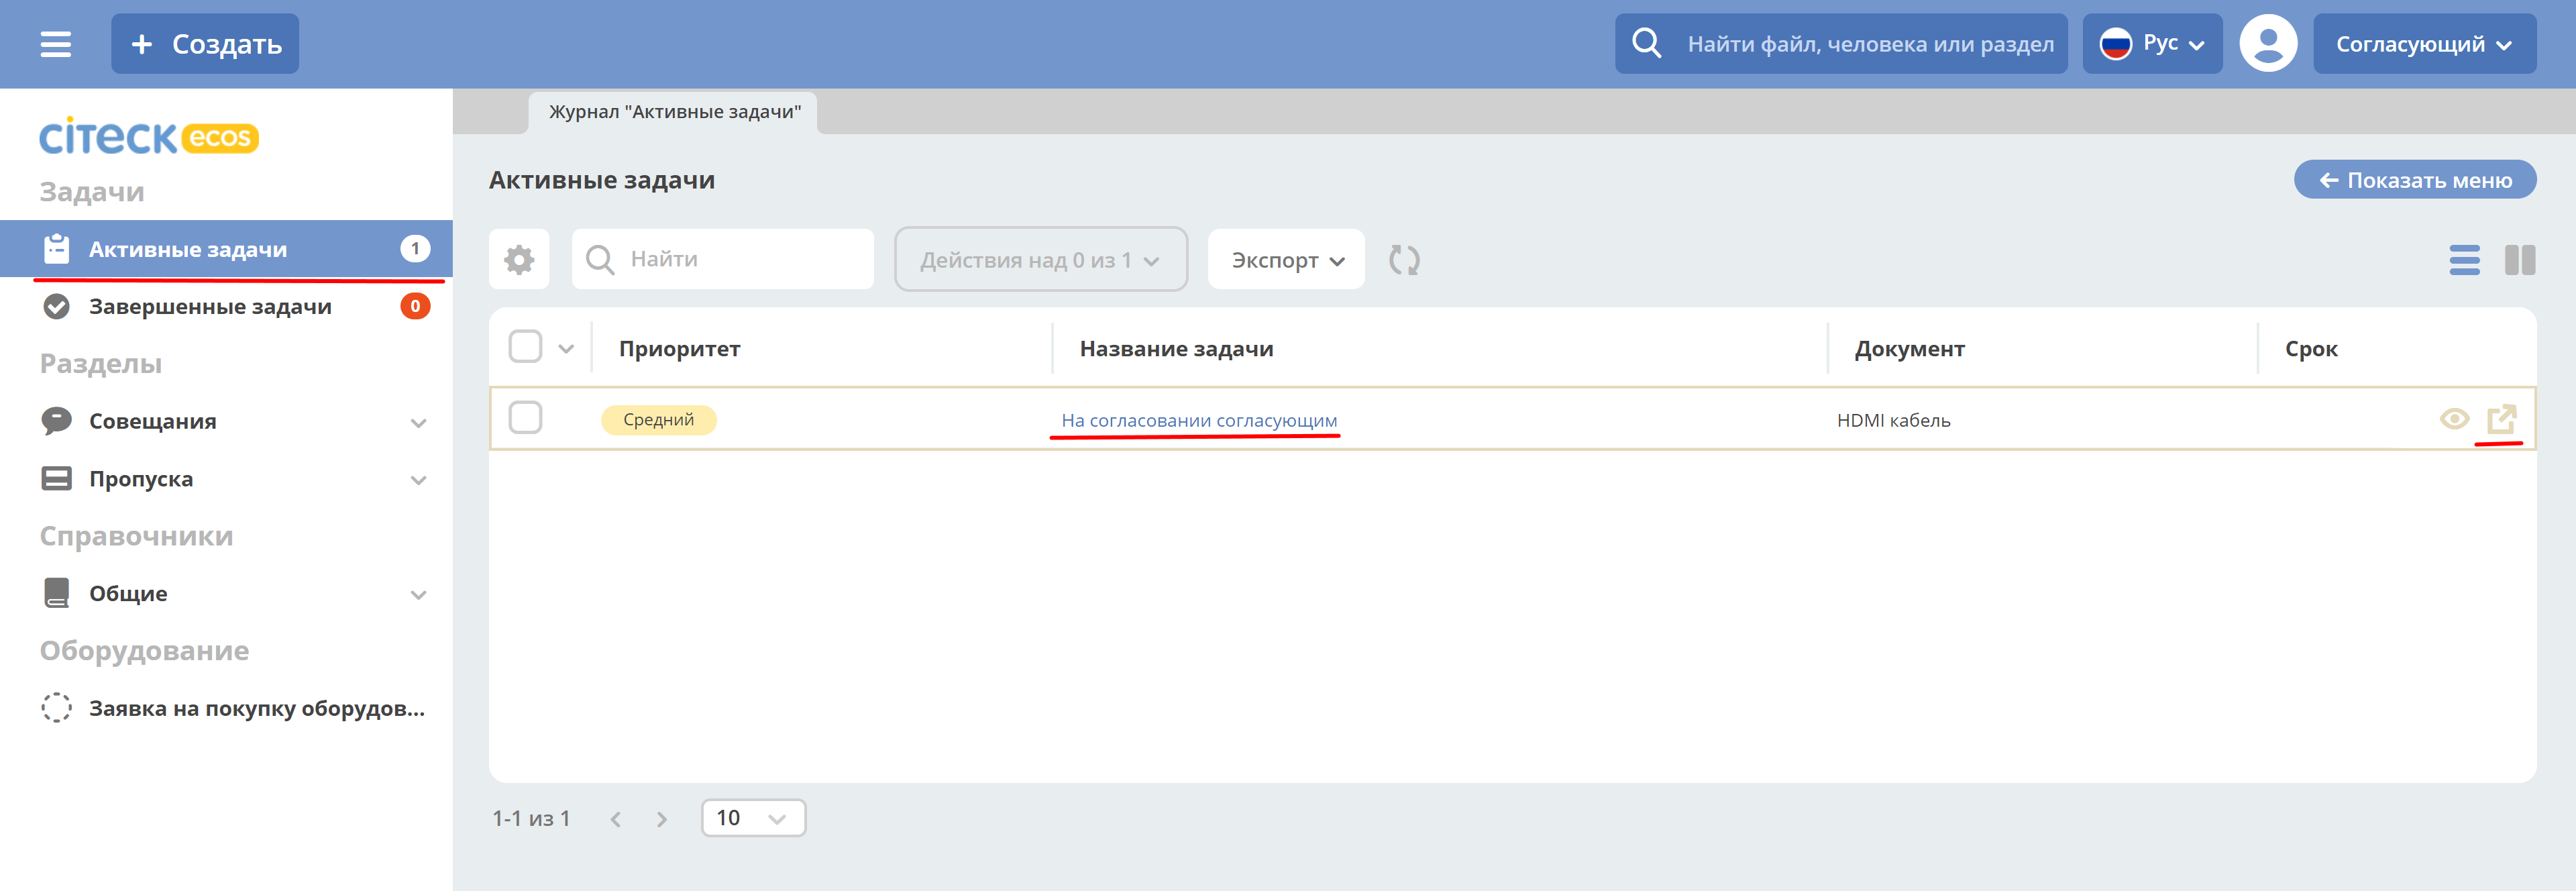 Создать
Найти файл, человека или раздел
Рус
Согласующий
citeck ecos
Журнал "Активные задачи"
Задачи
Активные задачи
1
Завершенные задачи
0
Разделы
Совещания
Пропуска
Справочники
Общие
Оборудование
Заявка на покупку оборудов...
Активные задачи
Показать меню
Найти
Действия над 0 из 1
Экспорт
Приоритет
Название задачи
Документ
Срок
Средний
На согласовании согласующим
HDMI кабель
1-1 из 1
10